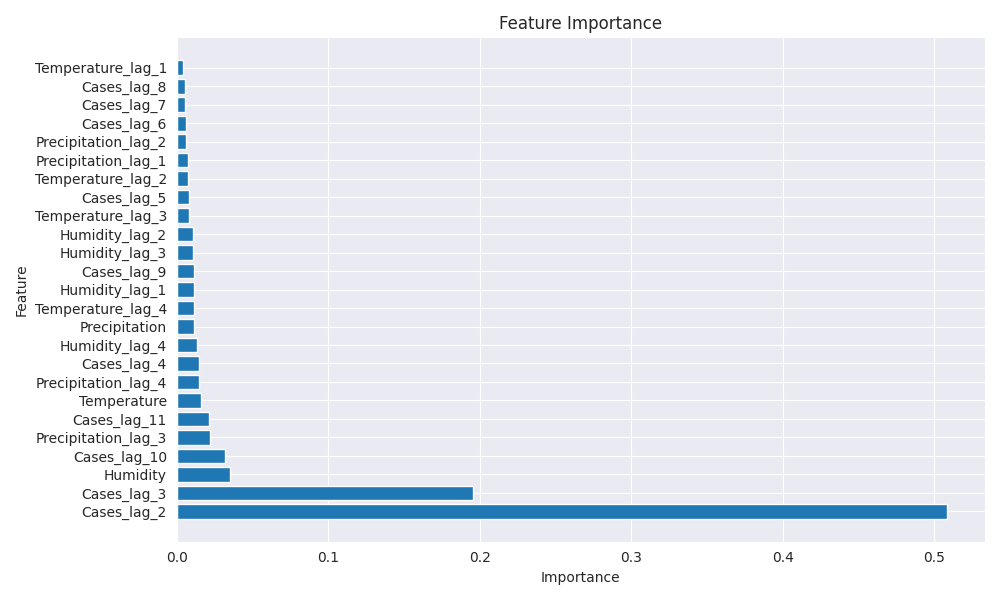 Feature Importance
Feature
Temperature_lag_1
Cases_lag_8
Cases_lag_7
Cases_lag_6
Precipitation_lag_2
Precipitation_lag_1
Temperature_lag_2
Cases_lag_5
Temperature_lag_3
Humidity_lag_2
Humidity_lag_3
Cases_lag_9
Humidity_lag_1
Temperature_lag_4
Precipitation
Humidity_lag_4
Cases_lag_4
Precipitation_lag_4
Temperature
Cases_lag_11
Precipitation_lag_3
Cases_lag_10
Humidity
Cases_lag_3
Cases_lag_2
0.0 0.1 0.2 0.3 0.4 0.5
Importance